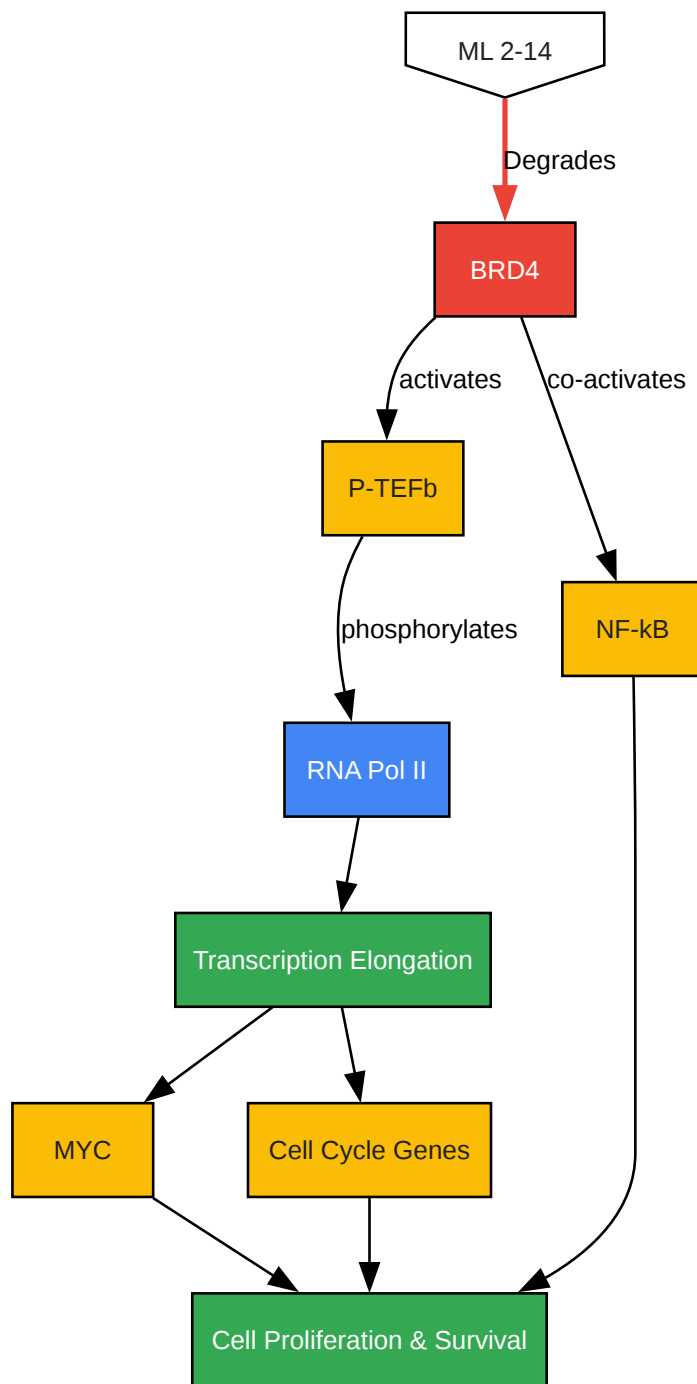 ML 2-14
Degrades
BRD4
activates
co-activates
P-TEFb
NF-kB
phosphorylates
RNA Pol II
Transcription Elongation
MYC
Cell Cycle Genes
Cell Proliferation & Survival